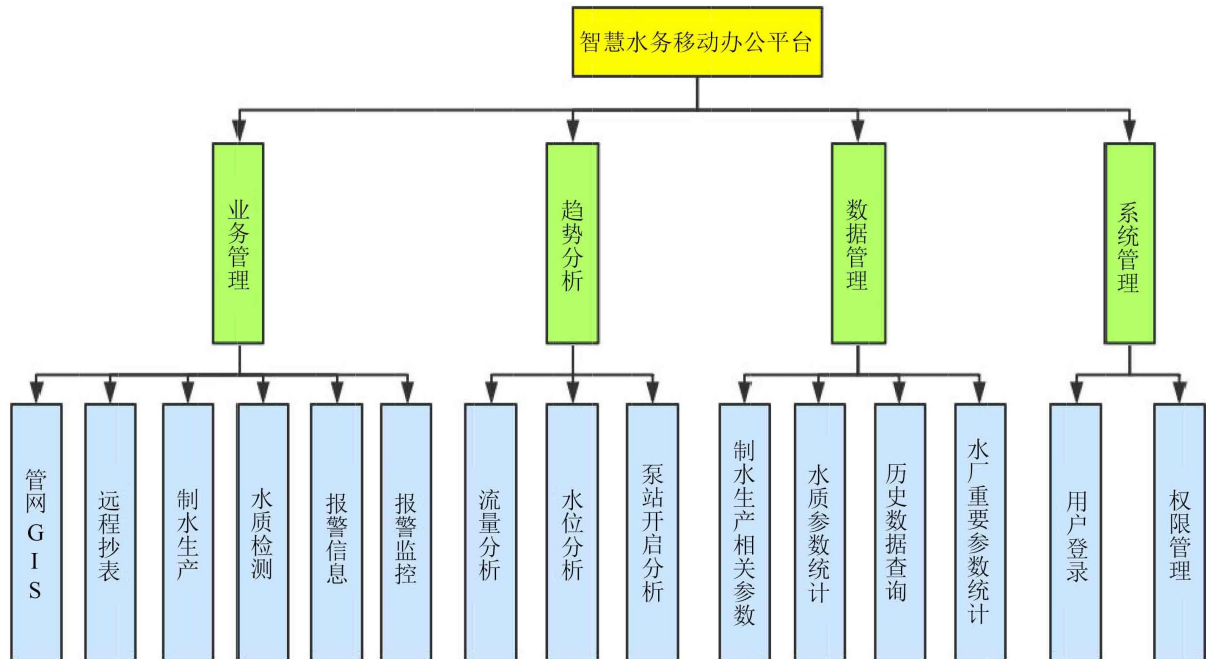 智慧水务移动办公平台
业务管理
趋势分析
数据管理
系统管理
管网GIS
远程抄表
制水生产
水质检测
报警信息
报警监控
流量分析
水位分析
泵站开启分析
制水生产相关参数
水质参数统计
历史数据查询
水厂重要参数统计
用户登录
权限管理